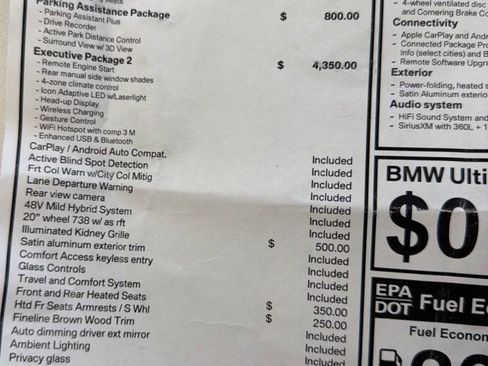 Parking Assistance Package $ 800.00
- Parking Assistant Plus
- Drive Recorder
- Active Park Distance Control
- Surround View w/ 3D View
Executive Package 2 $ 4,350.00
- Remote Engine Start
- Rear manual side window shades
- 4-zone climate control
- Icon Adaptive LED w/Laserlight
- Head-up Display
- Wireless Charging
- Gesture Control
- WiFi Hotspot with comp 3 M
- Enhanced USB & Bluetooth
CarPlay / Android Auto Compat. Included
Active Blind Spot Detection Included
Frt Col Warn w/City Col Mitig Included
Lane Departure Warning Included
Rear view camera Included
48V Mild Hybrid System Included
20" wheel 738 w/ as rft Included
Illuminated Kidney Grille Included
Satin aluminum exterior trim $ 500.00
Comfort Access keyless entry Included
Glass Controls Included
Travel and Comfort System Included
Front and Rear Heated Seats Included
Htd Fr Seats Armrests / S Whl $ 350.00
Fineline Brown Wood Trim $ 250.00
Auto dimming driver ext mirror Included
Ambient Lighting Included
Privacy glass Included
- 4-wheel ventilated disc
and Cornering Brake Co
Connectivity
- Apple CarPlay and Andr
- Connected Package Pro
Info (select cities) and B
- Remote Software Upgra
Exterior
- Power-folding, heated s
- Satin Aluminum exterio
Audio system
- HiFi Sound System and
- SiriusXM with 360L + 1
BMW Ulti
$0
EPA
DOT Fuel E
Fuel Econom